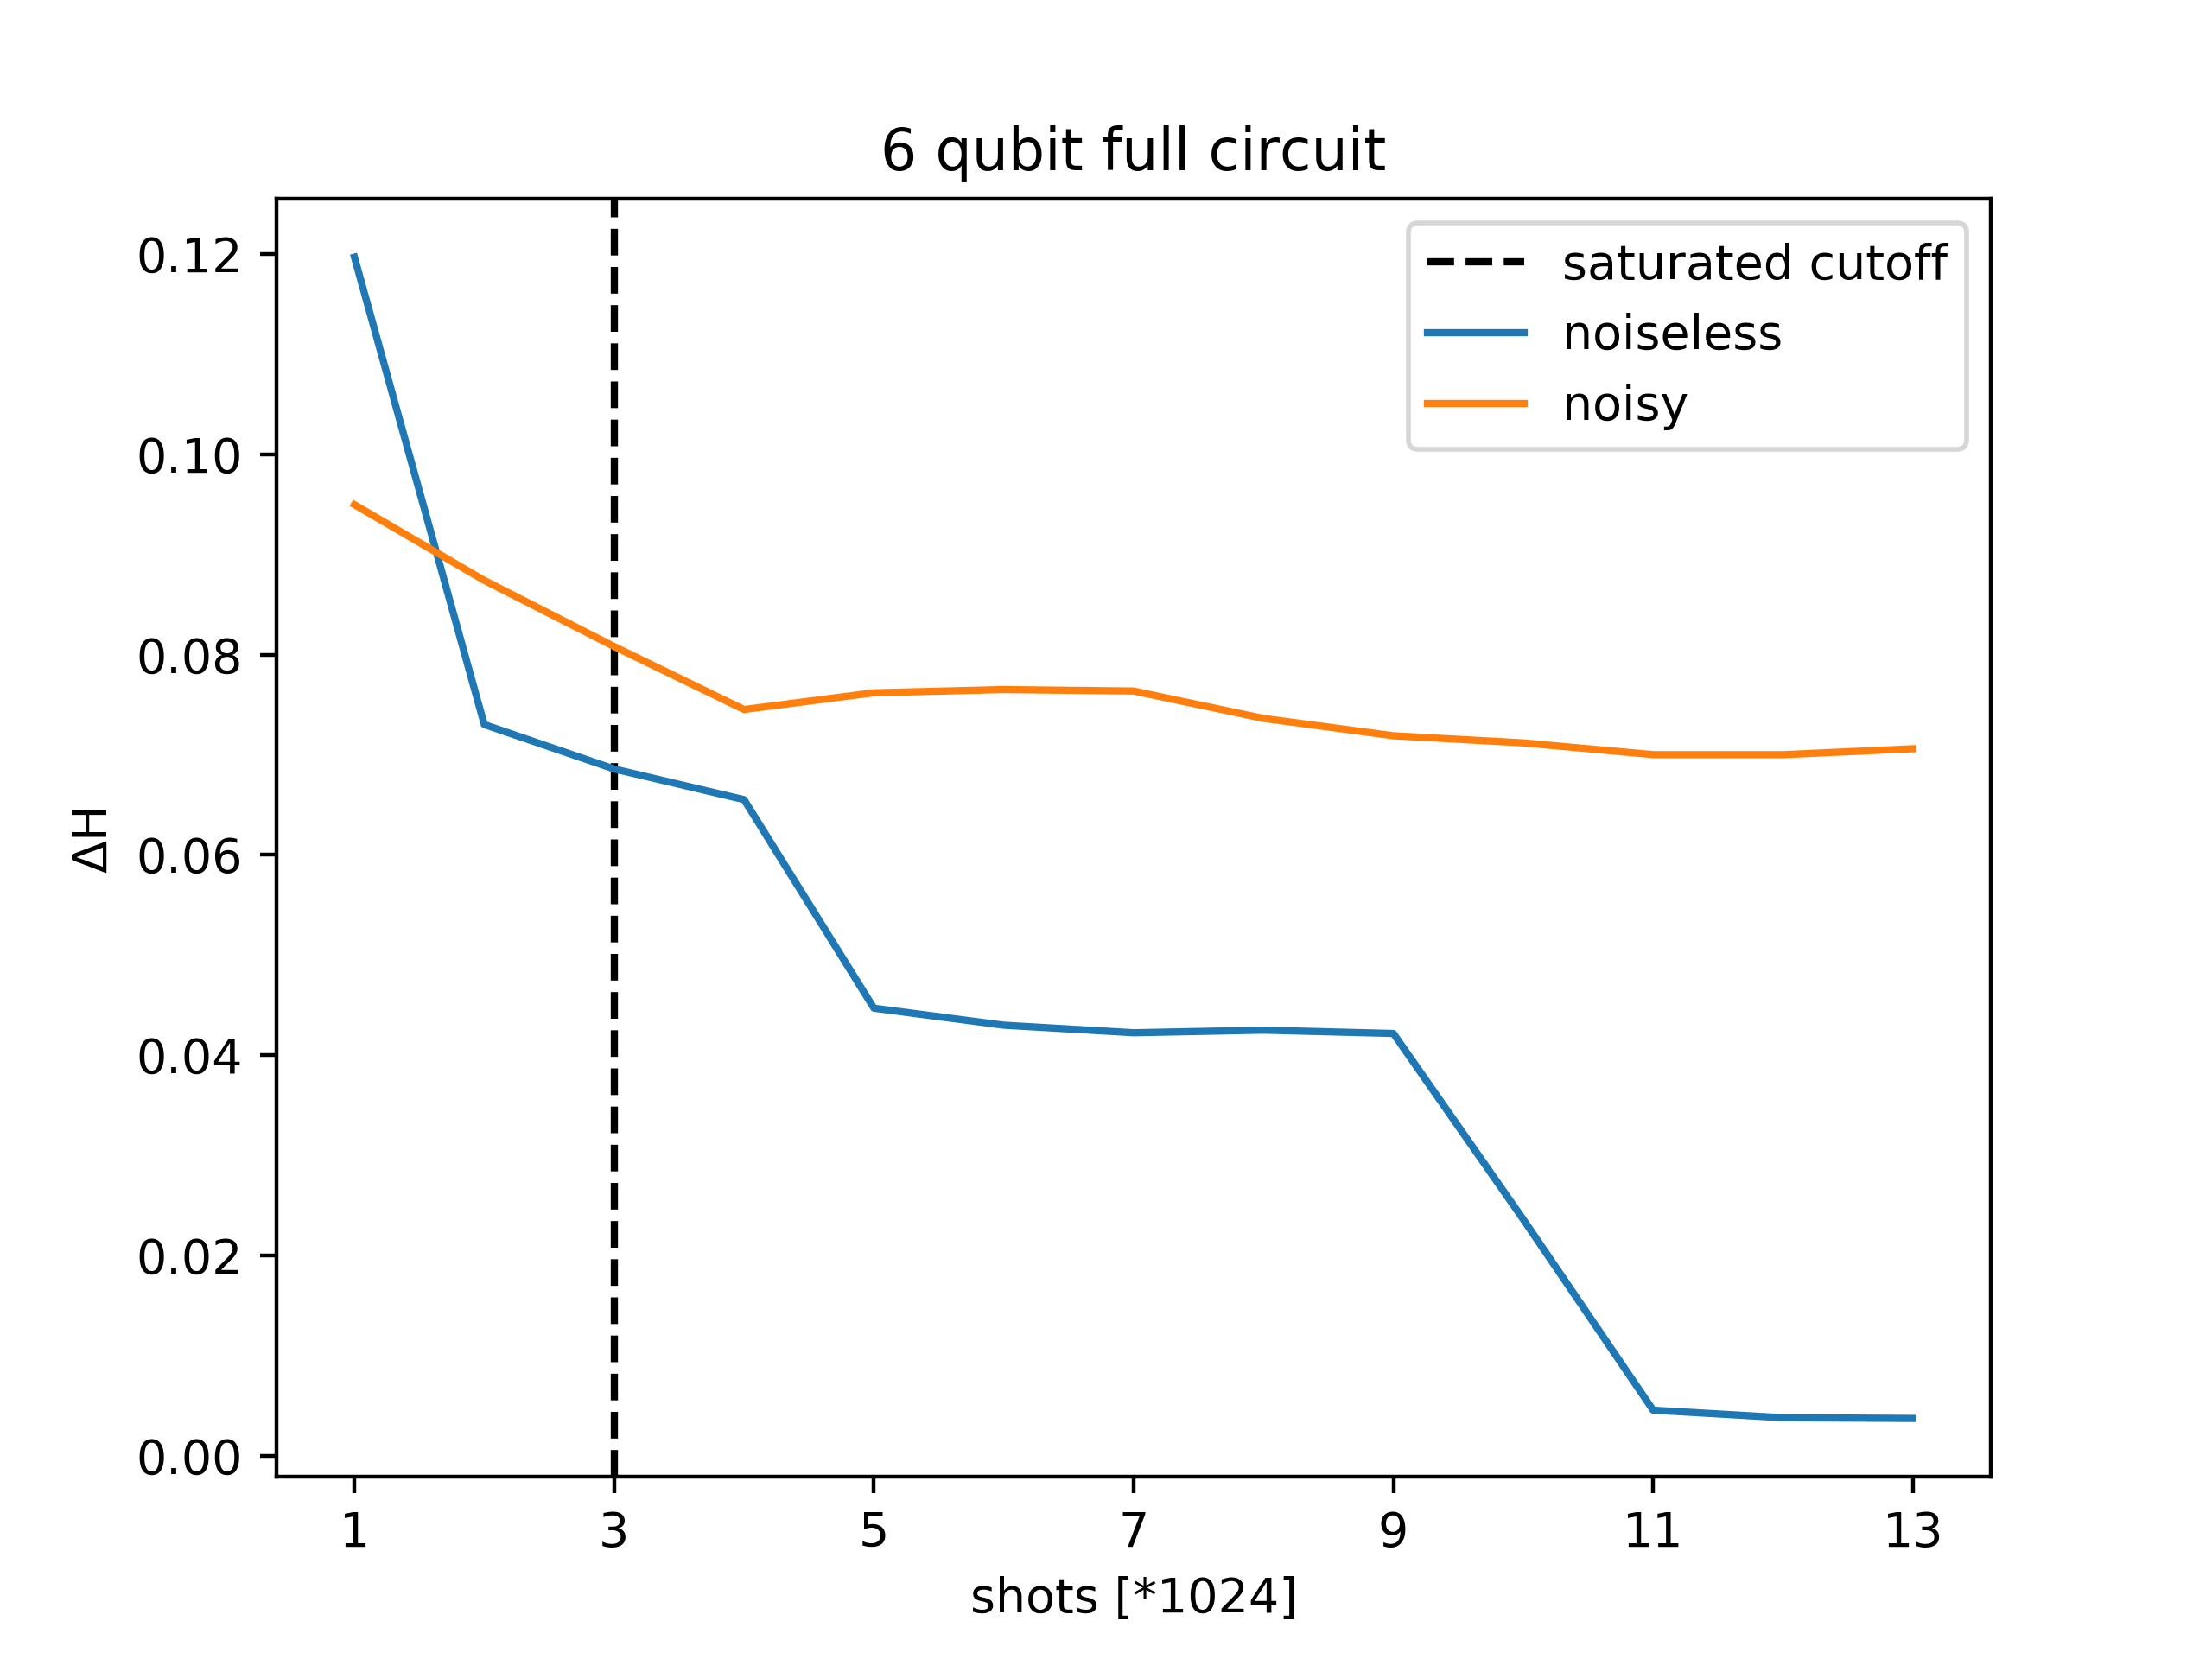 6 qubit full circuit
saturated cutoff
noiseless
noisy
ΔH
0.12
0.10
0.08
0.06
0.04
0.02
0.00
1 3 5 7 9 11 13
shots [*1024]